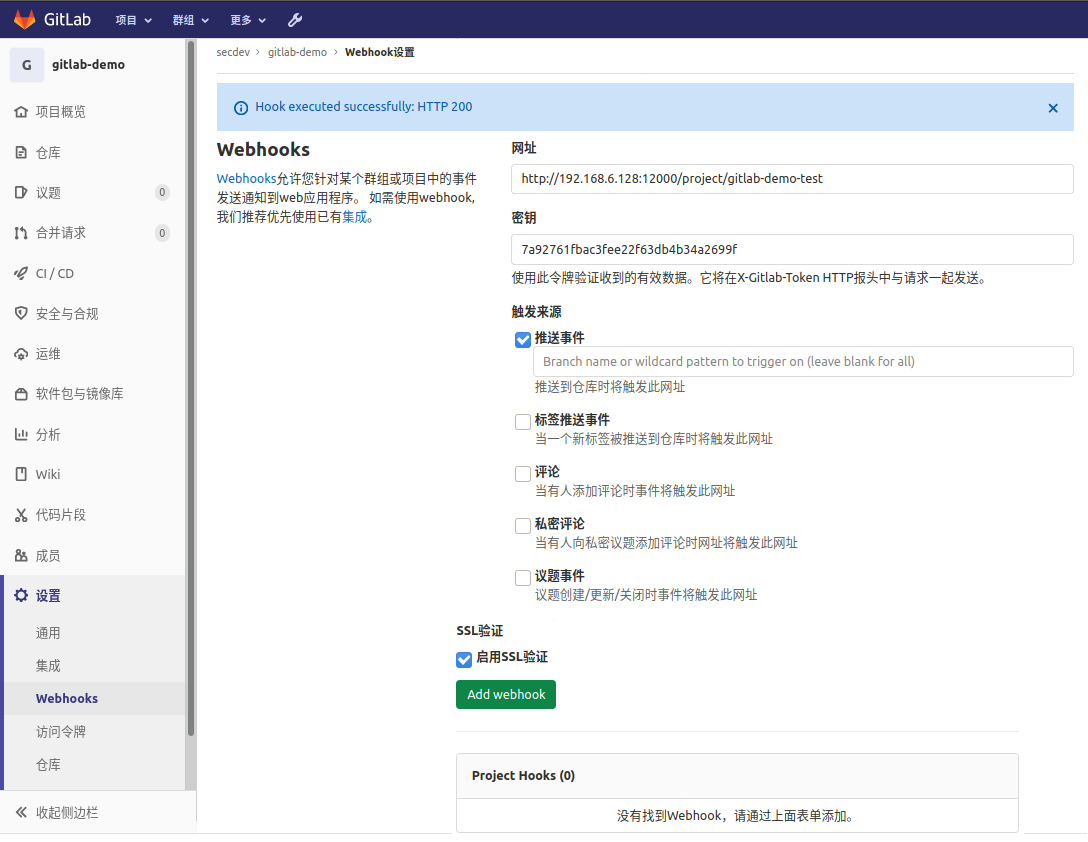 GitLab 项目 群组 更多
G gitlab-demo
项目概览
仓库
议题 0
合并请求 0
CI / CD
安全与合规
运维
软件包与镜像库
分析
Wiki
代码片段
成员
设置
通用
集成
Webhooks
访问令牌
仓库
收起侧边栏
secdev > gitlab-demo > Webhook设置
Hook executed successfully: HTTP 200
Webhooks
Webhooks允许您针对某个群组或项目中的事件
发送通知到web应用程序。 如需使用webhook,
我们推荐优先使用已有集成。
网址
http://192.168.6.128:12000/project/gitlab-demo-test
密钥
7a92761fbac3fee22f63db4b34a2699f
使用此令牌验证收到的有效数据。它将在X-Gitlab-Token HTTP报头中与请求一起发送。
触发来源
推送事件
Branch name or wildcard pattern to trigger on (leave blank for all)
推送到仓库时将触发此网址
标签推送事件
当一个新标签被推送到仓库时将触发此网址
评论
当有人添加评论时事件将触发此网址
私密评论
当有人向私密议题添加评论时网址将触发此网址
议题事件
议题创建/更新/关闭时事件将触发此网址
SSL验证
启用SSL验证
Add webhook
Project Hooks (0)
没有找到Webhook，请通过上面表单添加。